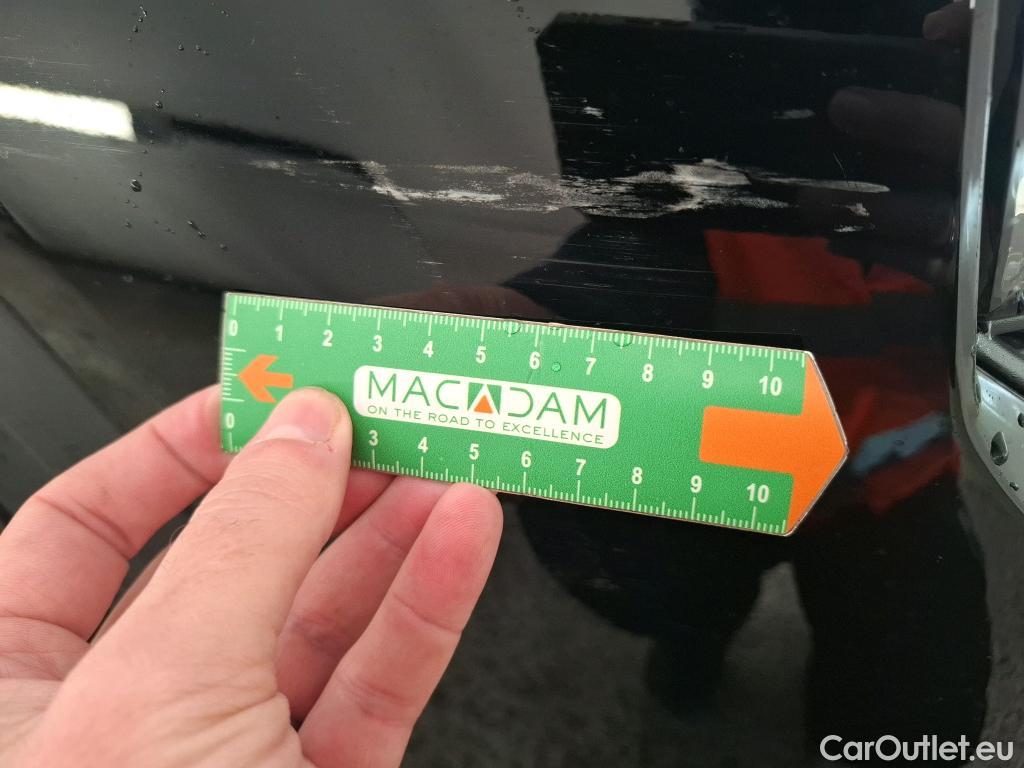 0 1 2 3 4 5 6 7 8 9 10
MACADAM
ON THE ROAD TO EXCELLENCE
0 3 4 5 6 7 8 9 10
CarOutlet.eu